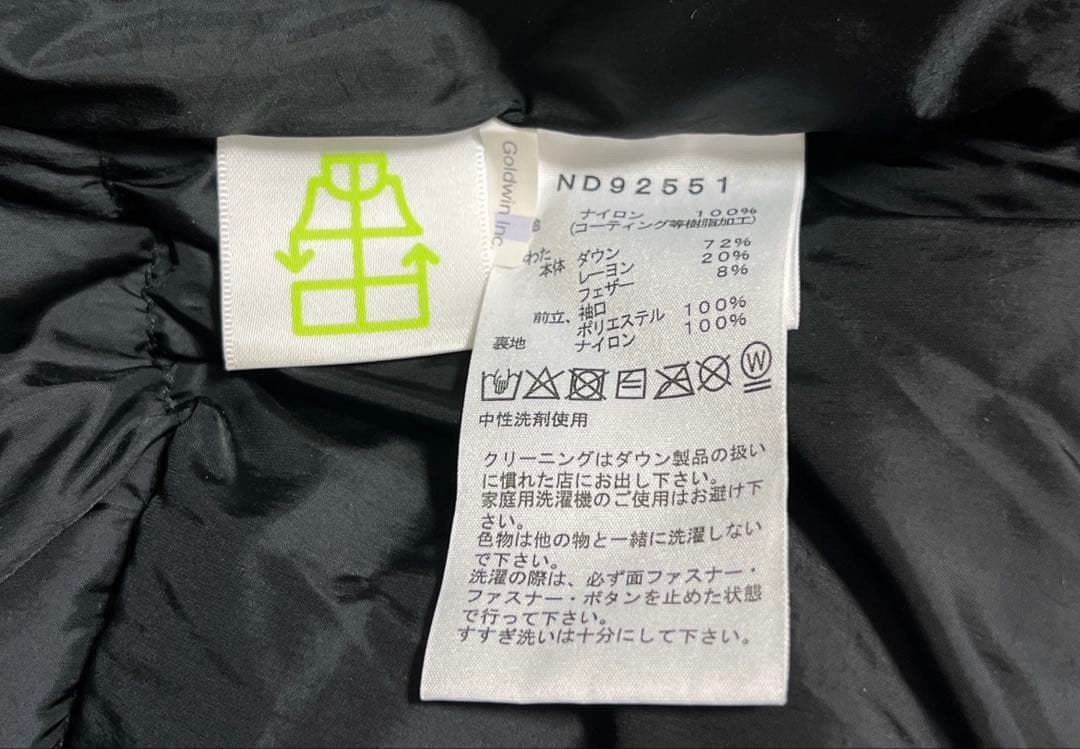 Goldwin Inc.
ND92551
地 ナイロン 100%
(コーティング等樹脂加工)
わた
本体 ダウン 72%
レーヨン 20%
フェザー 8%
前立、袖口
ポリエステル 100%
裏地 ナイロン 100%
W
中性洗剤使用
クリーニングはダウン製品の扱い
に慣れた店にお出し下さい。
家庭用洗濯機のご使用はお避け下
さい。
色物は他の物と一緒に洗濯しない
で下さい。
洗濯の際は、必ず面ファスナー・
ファスナー・ボタンを止めた状態
で行って下さい。
すすぎ洗いは十分にして下さい。